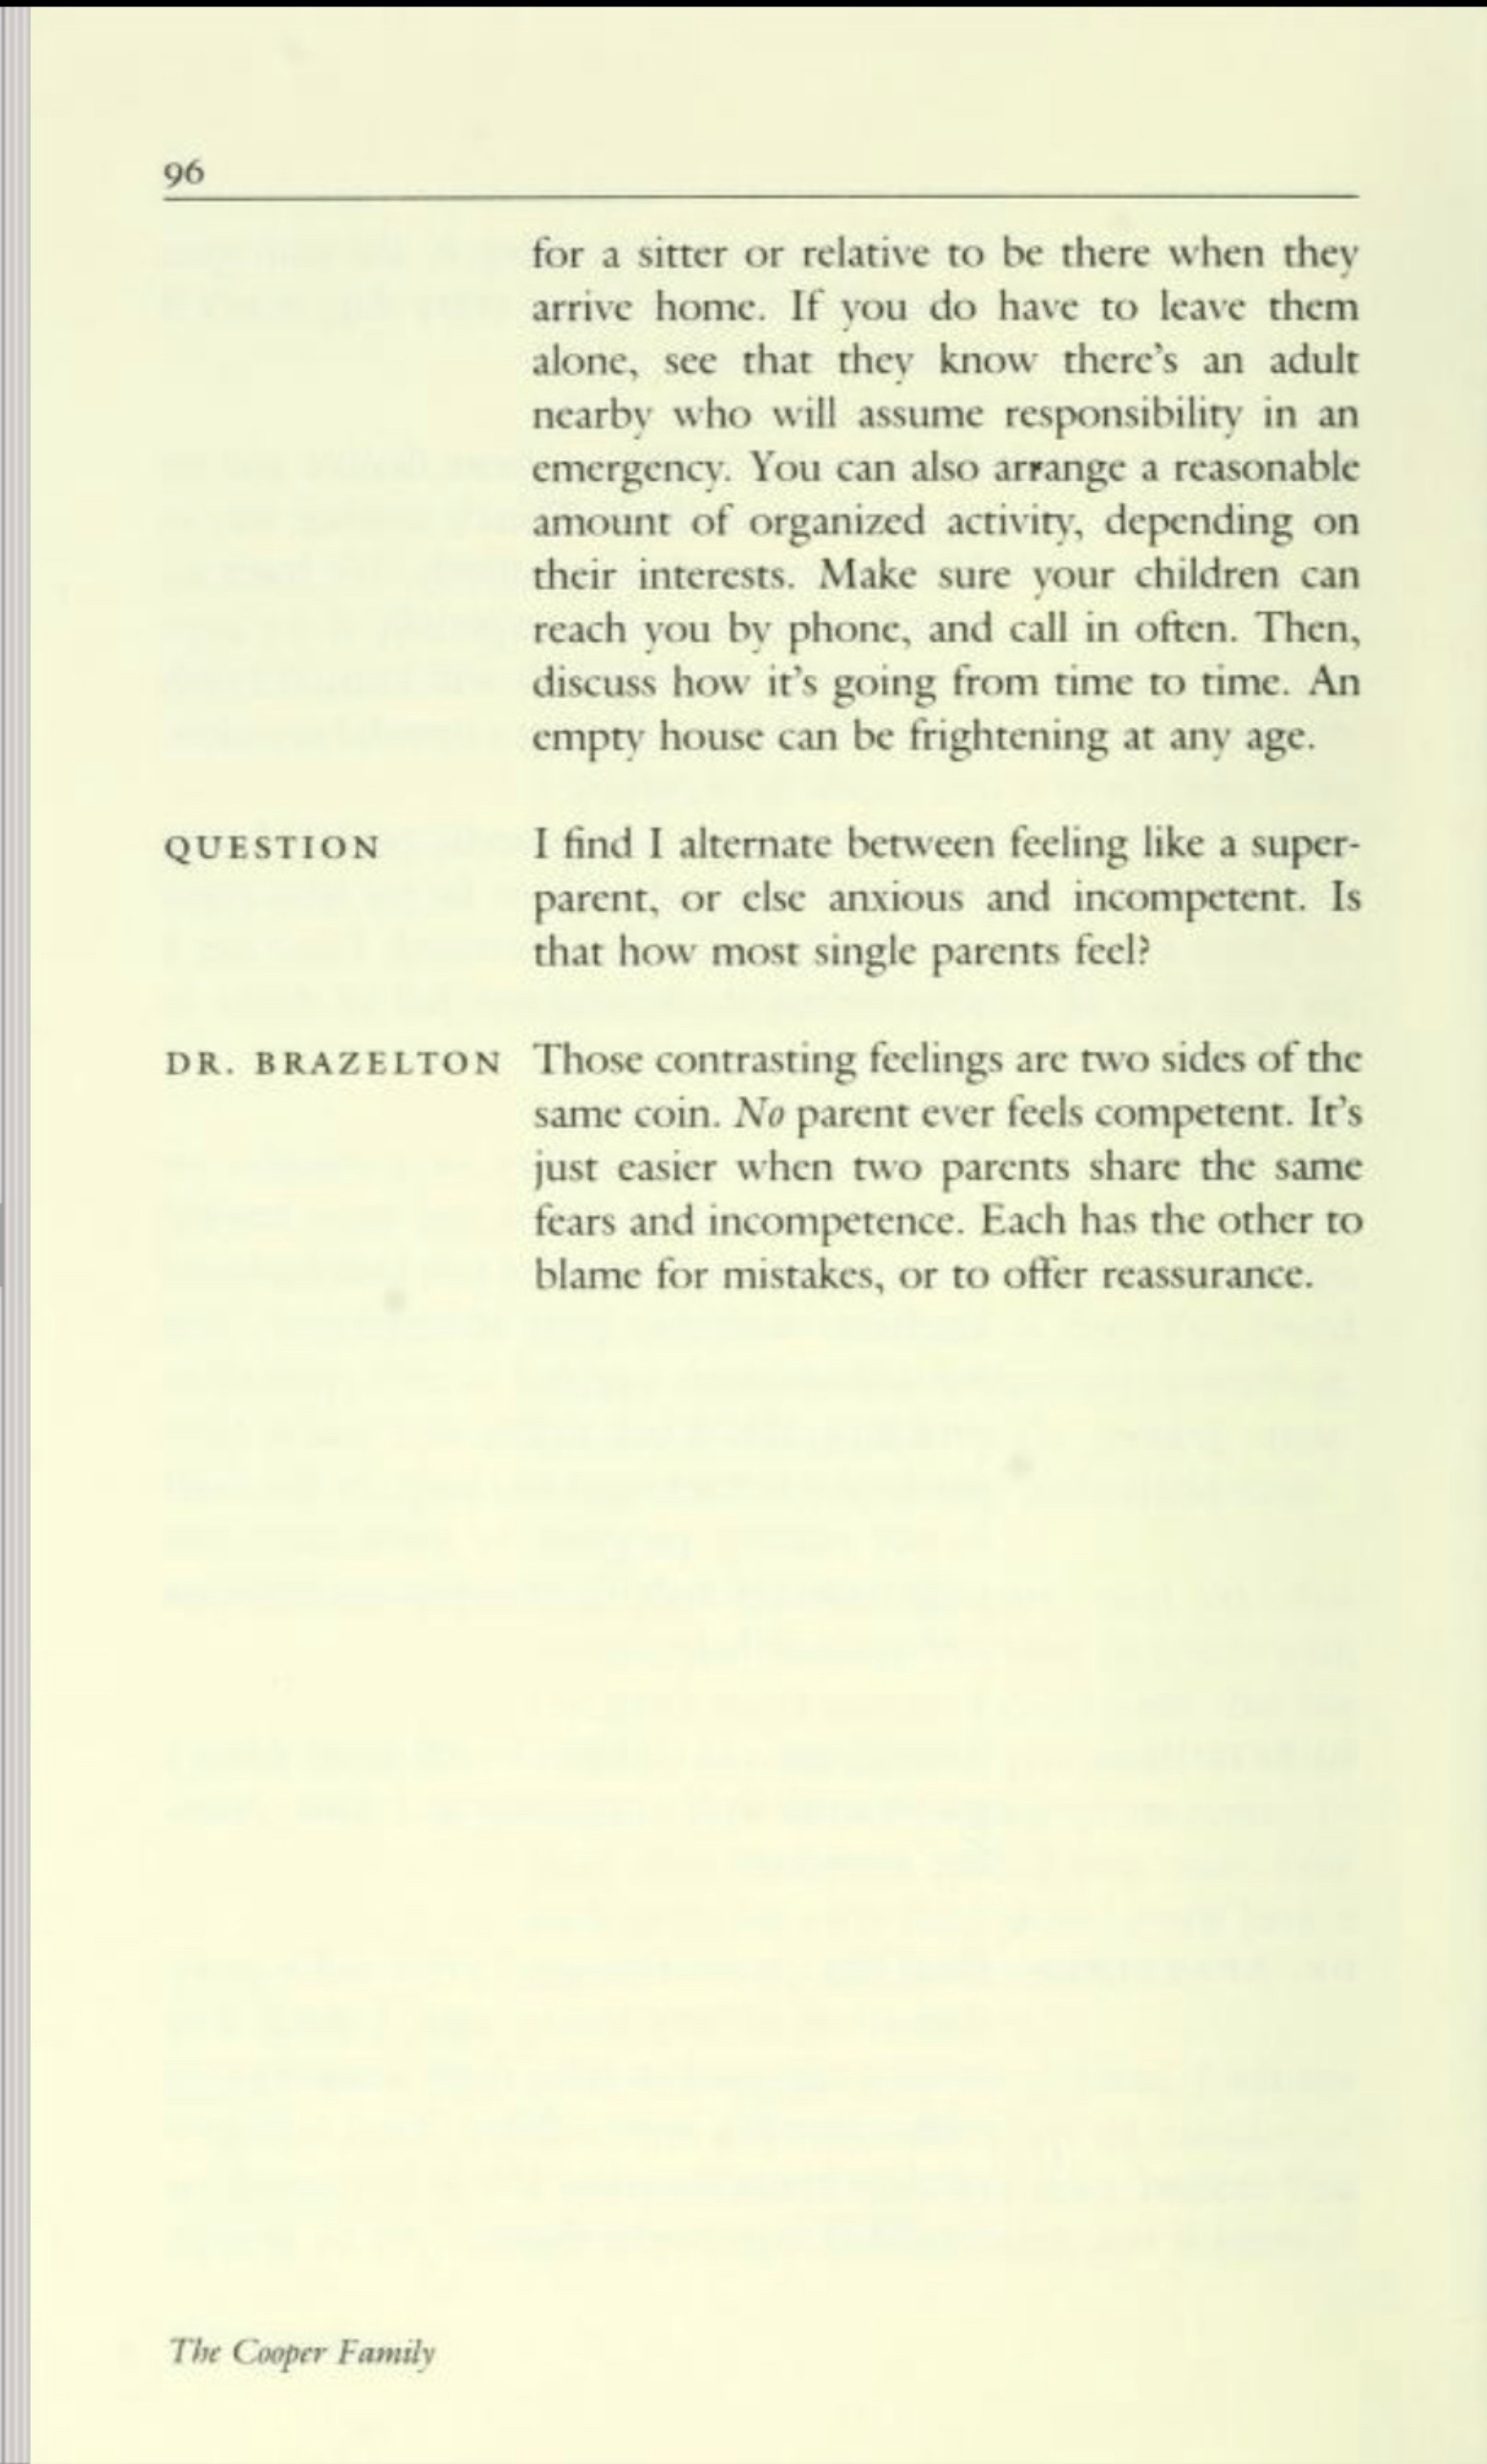 96
for a sitter or relative to be there when they
arrive home. If you do have to leave them
alone, see that they know there's an adult
nearby who will assume responsibility in an
emergency. You can also arrange a reasonable
amount of organized activity, depending on
their interests. Make sure your children can
reach you by phone, and call in often. Then,
discuss how it's going from time to time. An
empty house can be frightening at any age.
QUESTION I find I alternate between feeling like a super-
parent, or else anxious and incompetent. Is
that how most single parents feel?
DR. BRAZELTON Those contrasting feelings are two sides of the
same coin. No parent ever feels competent. It's
just easier when two parents share the same
fears and incompetence. Each has the other to
blame for mistakes, or to offer reassurance.
The Cooper Family